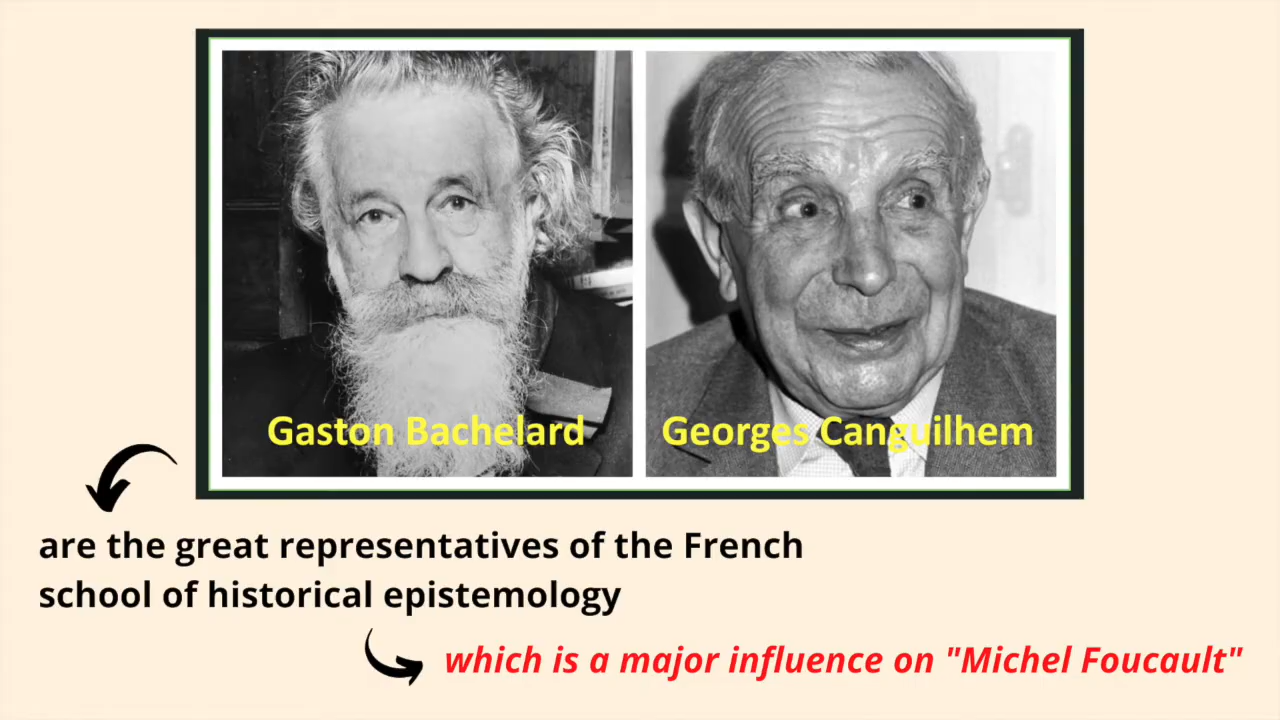 Gaston Bachelard
Georges Canguilhem
are the great representatives of the French
school of historical epistemology
which is a major influence on "Michel Foucault"